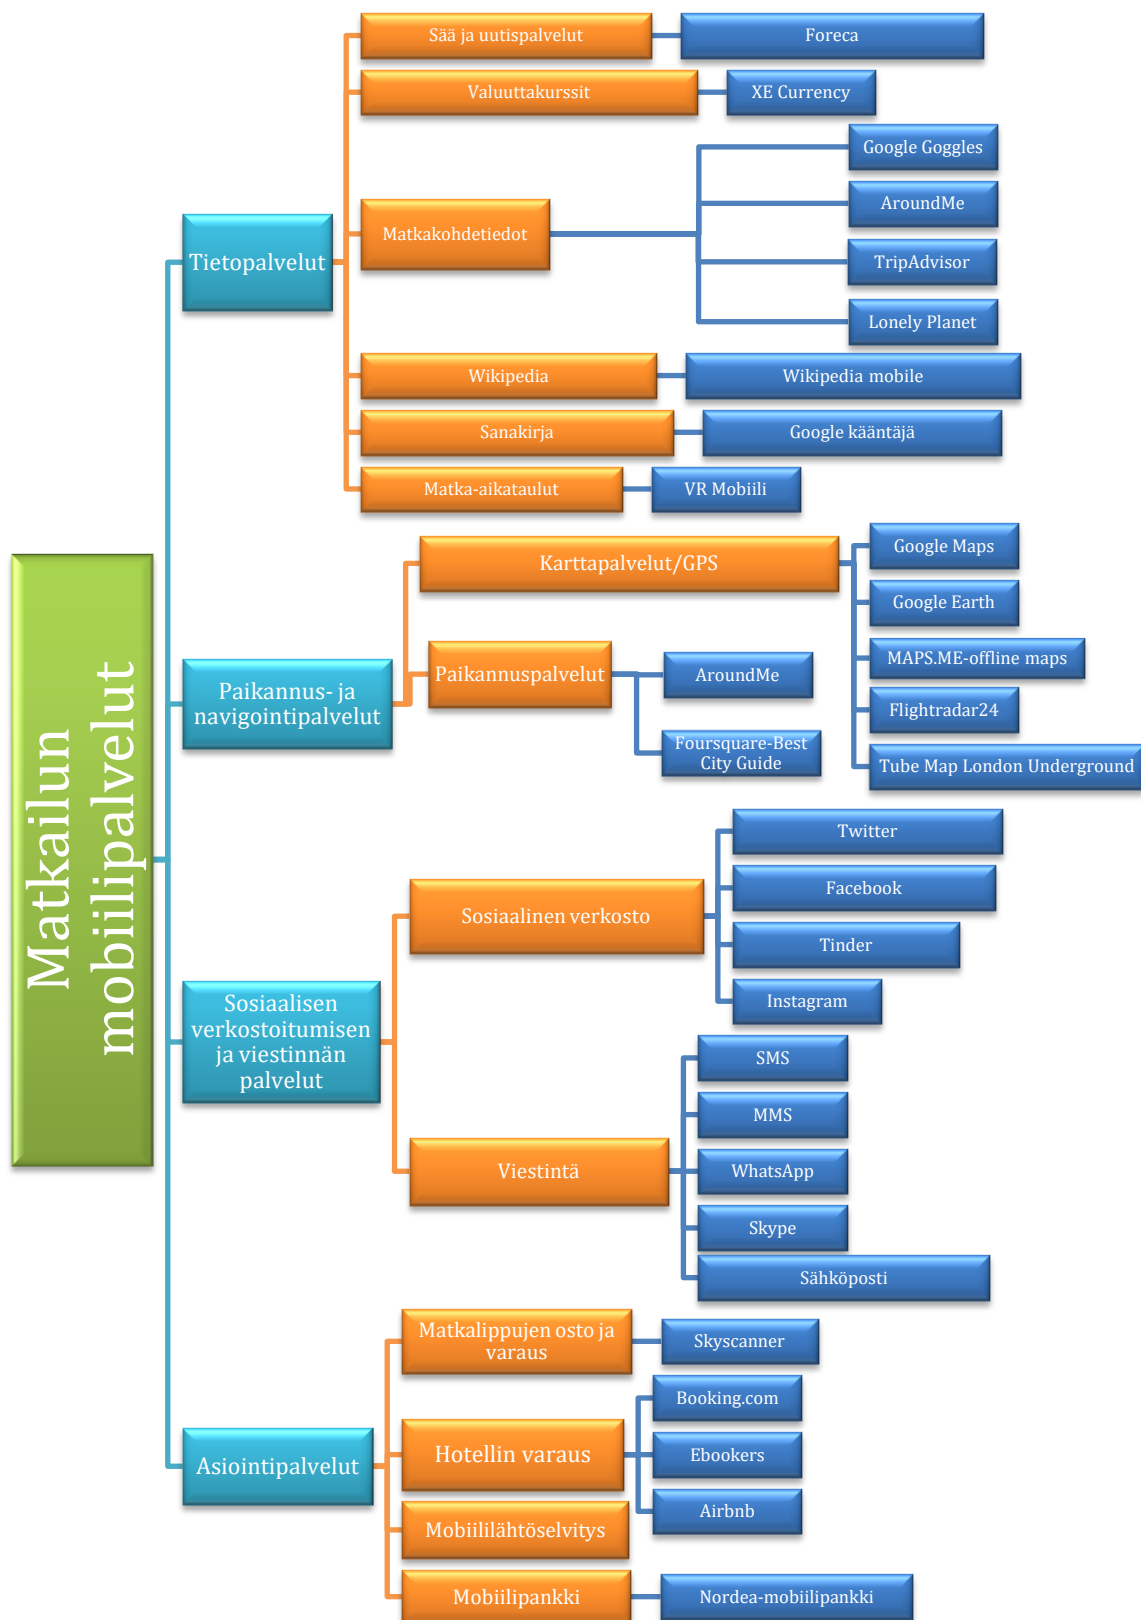 Matkailun
mobiilipalvelut
Tietopalvelut
Sää ja uutispalvelut
Foreca
Valuuttakurssit
XE Currency
Matkakohdetiedot
Google Goggles
AroundMe
TripAdvisor
Lonely Planet
Wikipedia
Wikipedia mobile
Sanakirja
Google kääntäjä
Matka-aikataulut
VR Mobiili
Paikannus- ja
navigointipalvelut
Karttapalvelut/GPS
Google Maps
Google Earth
MAPS.ME-offline maps
Flightradar24
Tube Map London Underground
Paikannuspalvelut
AroundMe
Foursquare-Best
City Guide
Sosiaalisen
verkostoitumisen
ja viestinnän
palvelut
Sosiaalinen verkosto
Twitter
Facebook
Tinder
Instagram
Viestintä
SMS
MMS
WhatsApp
Skype
Sähköposti
Asiointipalvelut
Matkalippujen osto ja
varaus
Skyscanner
Hotellin varaus
Booking.com
Ebookers
Airbnb
Mobiililähtöselvitys
Mobiilipankki
Nordea-mobiilipankki